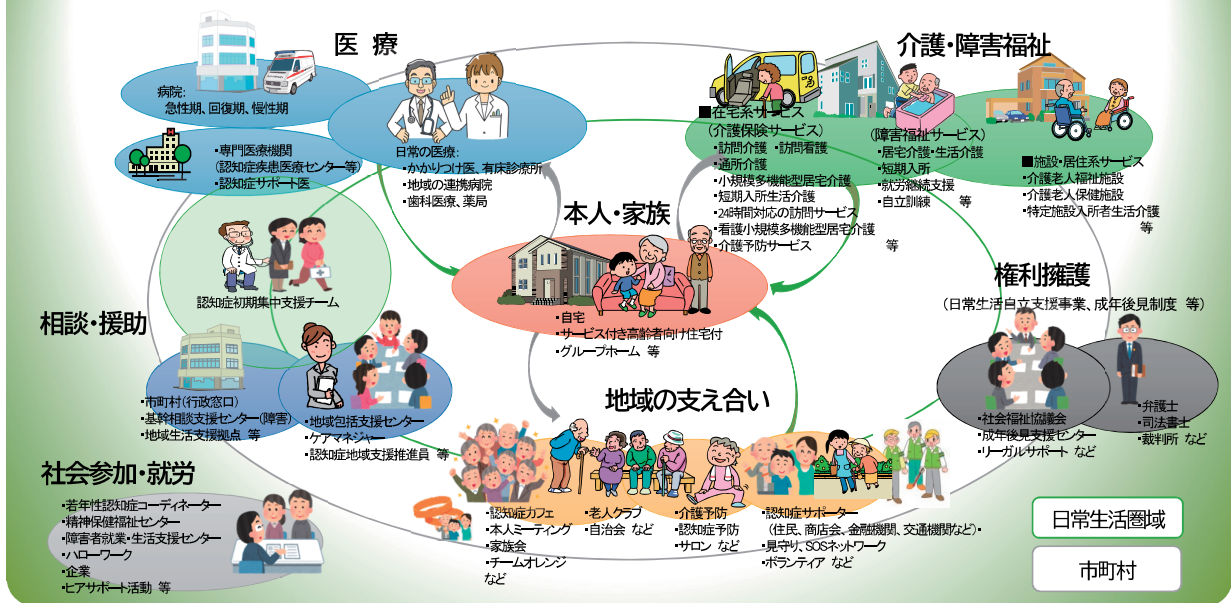 医 療
病院:
急性期、回復期、慢性期
・専門医療機関
(認知症疾患医療センター等)
・認知症サポート医
日常の医療:
・かかりつけ医、有床診療所
・地域の連携病院
・歯科医療、薬局
認知症初期集中支援チーム
介護・障害福祉
■在宅系サービス
(介護保険サービス)
・訪問介護 ・訪問看護
・通所介護
・小規模多機能型居宅介護
・短期入所生活介護
・24時間対応の訪問サービス
・看護小規模多機能型居宅介護
・介護予防サービス 等
(障害福祉サービス)
・居宅介護・生活介護
・短期入所
・就労継続支援
・自立訓練 等
■施設・居住系サービス
・介護老人福祉施設
・介護老人保健施設
・特定施設入所者生活介護
等
本人・家族
・自宅
・サービス付き高齢者向け住宅付
・グループホーム 等
権利擁護
(日常生活自立支援事業、成年後見制度 等)
・社会福祉協議会
・成年後見支援センター
・リーガルサポート など
・弁護士
・司法書士
・裁判所 など
相談・援助
・市町村(行政窓口)
・基幹相談支援センター(障害)
・地域生活支援拠点 等
・地域包括支援センター
・ケアマネジャー
・認知症地域支援推進員 等
地域の支え合い
・認知症カフェ
・本人ミーティング
・家族会
・チームオレンジ
など
・老人クラブ
・自治会 など
・介護予防
・認知症予防
・サロン など
・認知症サポーター
(住民、商店会、金融機関、交通機関など)・
・見守り、SOSネットワーク
・ボランティア など
社会参加・就労
・若年性認知症コーディネーター
・精神保健福祉センター
・障害者就業・生活支援センター
・ハローワーク
・企業
・ピアサポート活動 等
日常生活圏域
市町村